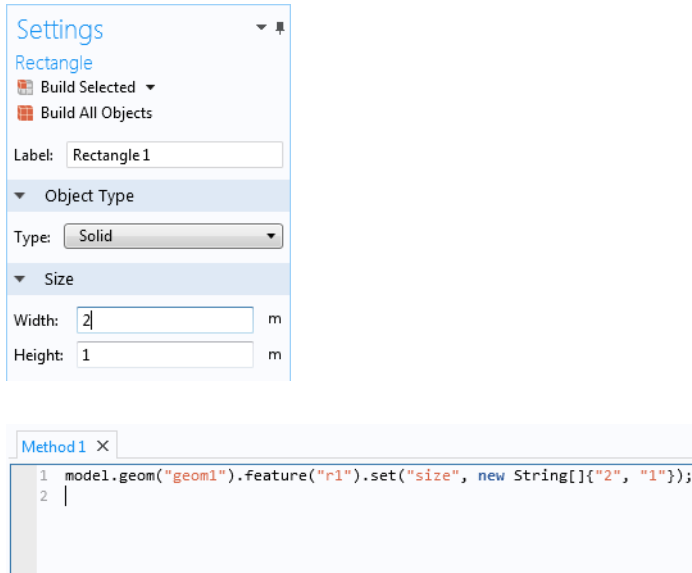 Settings
Rectangle
Build Selected
Build All Objects
Label: Rectangle 1
Object Type
Type: Solid
Size
Width: 2 m
Height: 1 m
Method 1
1 model.geom("geom1").feature("r1").set("size", new String[]{"2", "1"});
2